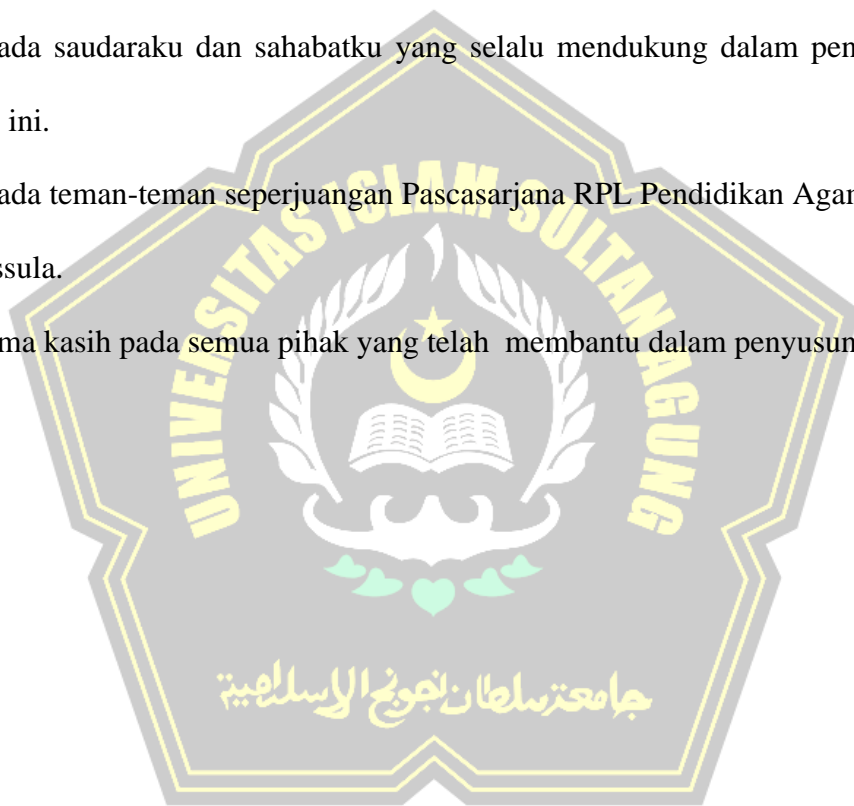 ada saudaraku dan sahabatku yang selalu mendukung dalam pen
ini.
ada teman-teman seperjuangan Pascasarjana RPL Pendidikan Agar
ssula.
ma kasih pada semua pihak yang telah membantu dalam penyusun
UNIVERSITAS ISLAM SULTAN AGUNG
جامعة سلطان أجونج الإسلامية